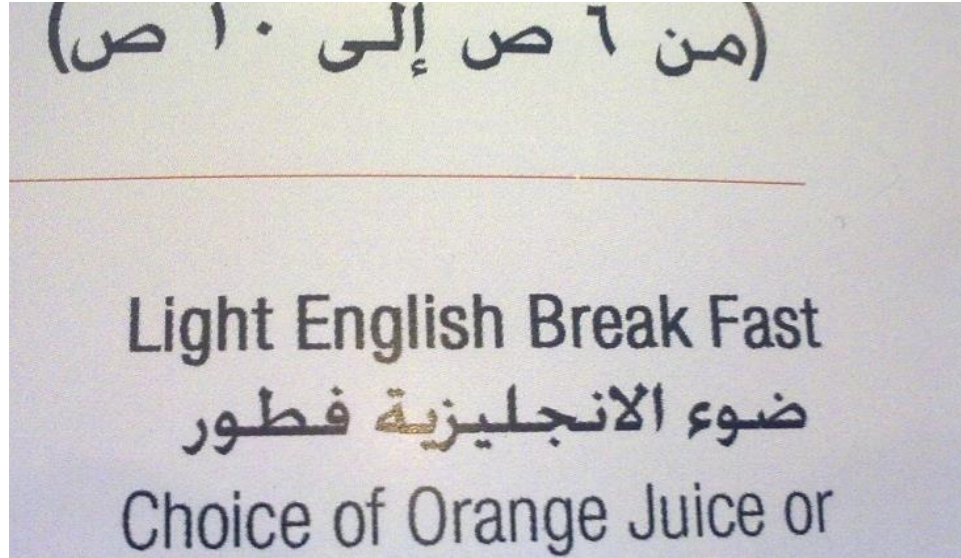 (من ٦ ص إلى ١٠ ص)
Light English Break Fast
ضوء الانجليزية فطور
Choice of Orange Juice or